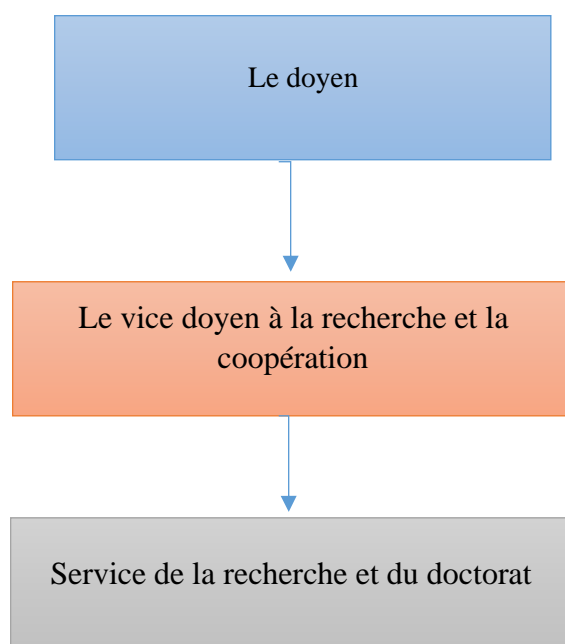 Le doyen
Le vice doyen à la recherche et la
coopération
Service de la recherche et du doctorat